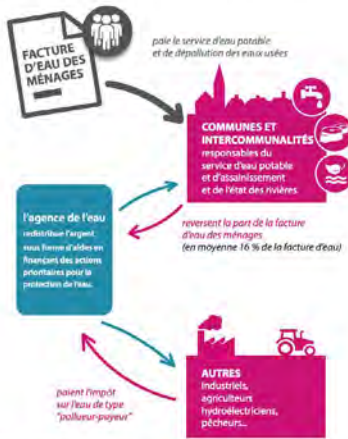 FACTURE
D'EAU DES
MÉNAGES
paie le service d'eau potable
et de dépollution des eaux usées
COMMUNES ET
INTERCOMMUNALITÉS
responsables du
service d'eau potable
et d'assainissement
et de l'état des rivières
l'agence de l'eau
redistribue l'argent
sous forme d'aides en
finançant des actions
prioritaires pour la
protection de l'eau.
reversent la part de la facture
d'eau des ménages
(en moyenne 16 % de la facture d'eau)
AUTRES
industriels,
agriculteurs
hydroélectriciens,
pêcheurs...
paient l'impôt
sur l'eau de type
"pollueur-payeur"